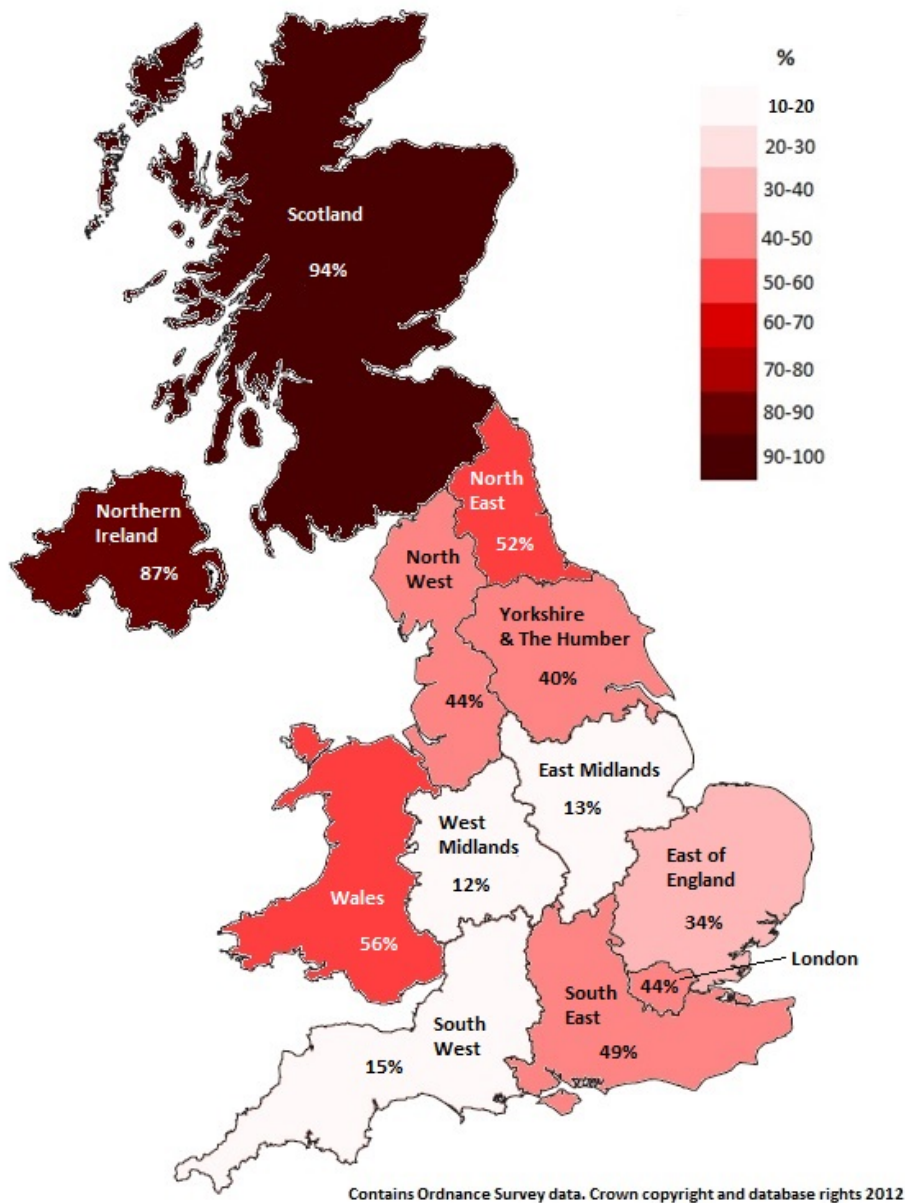 %
10-20
20-30
30-40
40-50
50-60
60-70
70-80
80-90
90-100
Scotland
94%
Northern
Ireland
87%
North
East
52%
North
West
44%
Yorkshire
& The Humber
40%
East Midlands
13%
West
Midlands
12%
East of
England
34%
Wales
56%
London
44%
South
East
49%
South
West
15%
Contains Ordnance Survey data. Crown copyright and database rights 2012